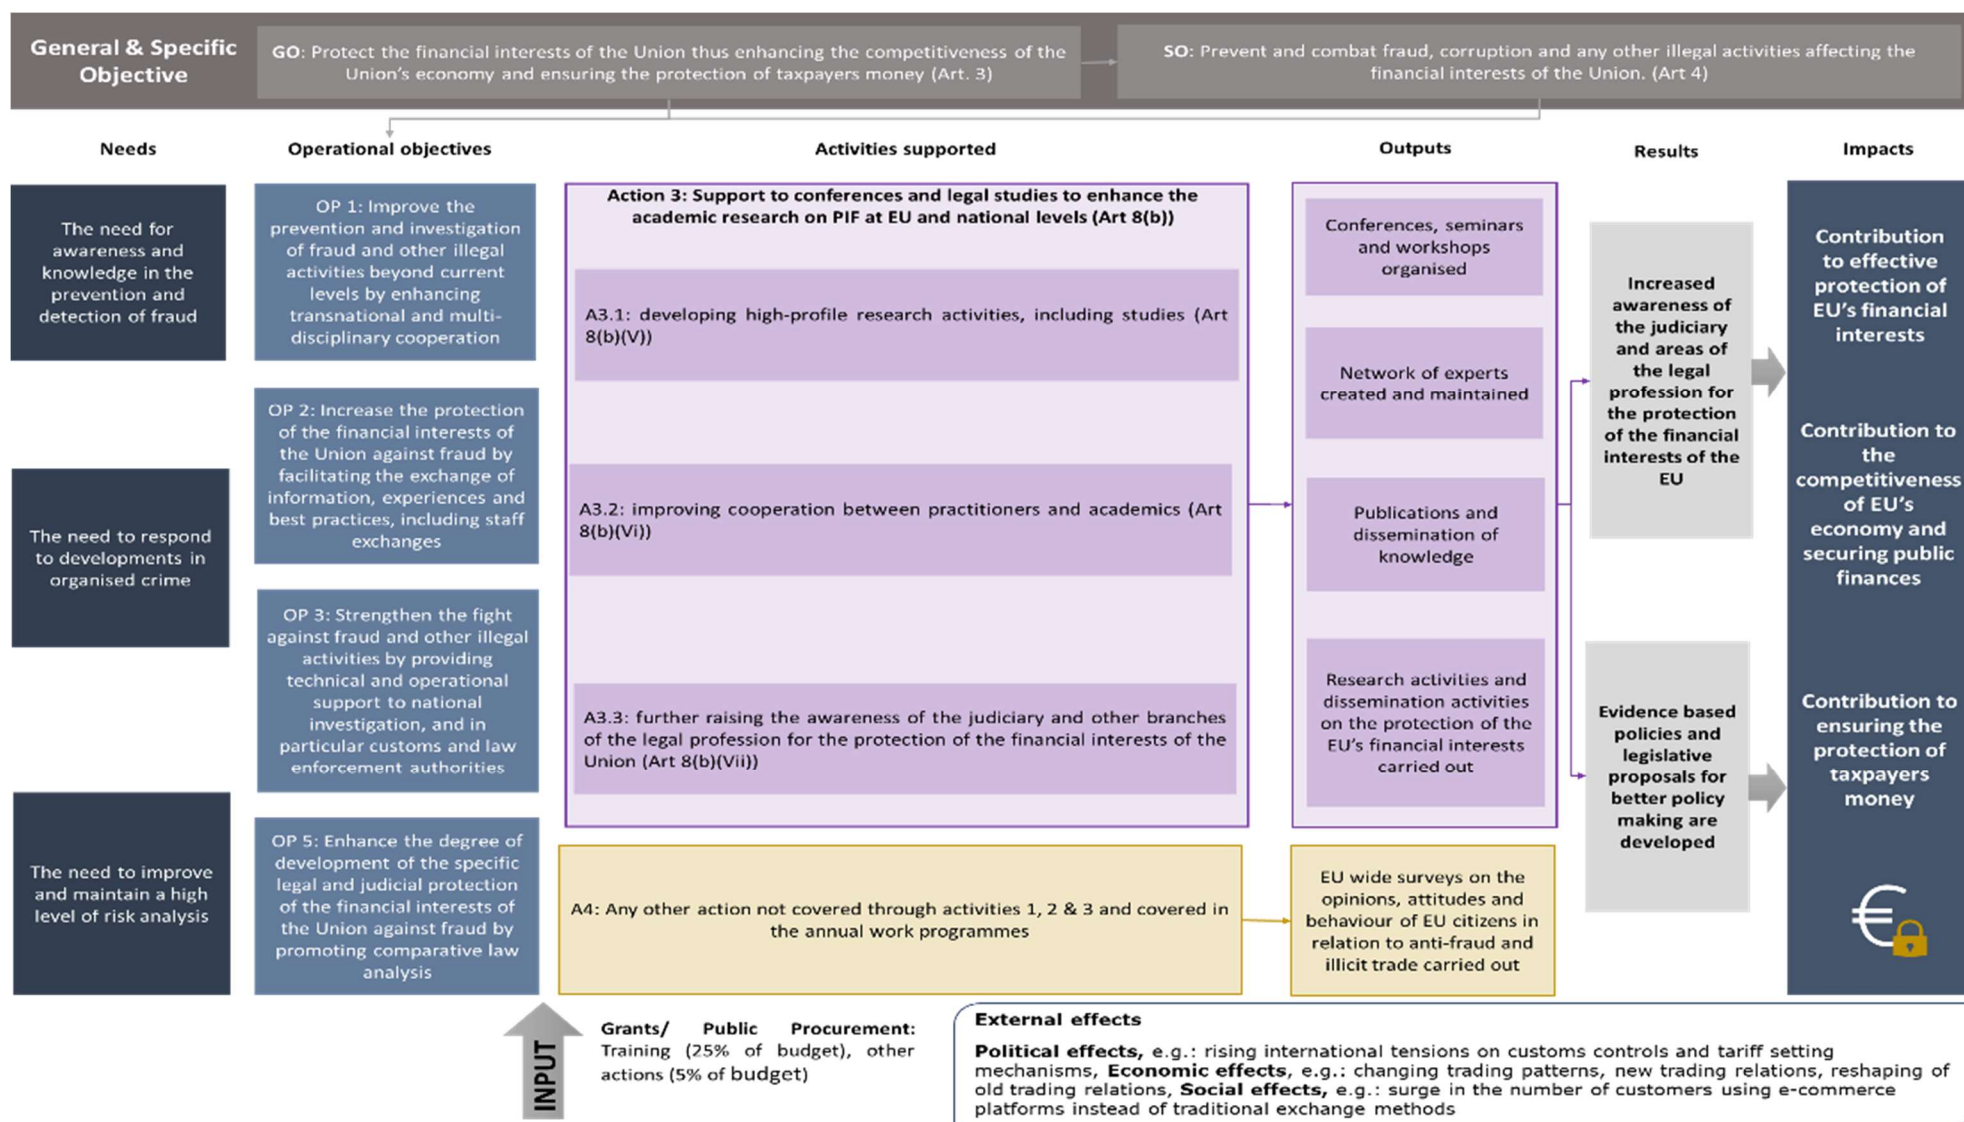 General & Specific
Objective
GO: Protect the financial interests of the Union thus enhancing the competitiveness of the
Union's economy and ensuring the protection of taxpayers money (Art. 3)
SO: Prevent and combat fraud, corruption and any other illegal activities affecting the
financial interests of the Union. (Art 4)
Needs
Operational objectives
Activities supported
Outputs
Results
Impacts
The need for
awareness and
knowledge in the
prevention and
detection of fraud
The need to respond
to developments in
organised crime
The need to improve
and maintain a high
level of risk analysis
OP 1: Improve the
prevention and investigation
of fraud and other illegal
activities beyond current
levels by enhancing
transnational and multi-
disciplinary cooperation
OP 2: Increase the protection
of the financial interests of
the Union against fraud by
facilitating the exchange of
information, experiences and
best practices, including staff
exchanges
OP 3: Strengthen the fight
against fraud and other illegal
activities by providing
technical and operational
support to national
investigation, and in
particular customs and law
enforcement authorities
OP 5: Enhance the degree of
development of the specific
legal and judicial protection
of the financial interests of
the Union against fraud by
promoting comparative law
analysis
Action 3: Support to conferences and legal studies to enhance the
academic research on PIF at EU and national levels (Art 8(b))
A3.1: developing high-profile research activities, including studies (Art
8(b)(V))
A3.2: improving cooperation between practitioners and academics (Art
8(b)(Vi))
A3.3: further raising the awareness of the judiciary and other branches
of the legal profession for the protection of the financial interests of the
Union (Art 8(b)(Vii))
A4: Any other action not covered through activities 1, 2 & 3 and covered in
the annual work programmes
Conferences, seminars
and workshops
organised
Network of experts
created and maintained
Publications and
dissemination of
knowledge
Research activities and
dissemination activities
on the protection of the
EU's financial interests
carried out
EU wide surveys on the
opinions, attitudes and
behaviour of EU citizens in
relation to anti-fraud and
illicit trade carried out
Increased
awareness of
the judiciary
and areas of
the legal
profession for
the protection
of the financial
interests of the
EU
Evidence based
policies and
legislative
proposals for
better policy
making are
developed
Contribution
to effective
protection of
EU's financial
interests
Contribution to
the
competitiveness
of EU's
economy and
securing public
finances
Contribution to
ensuring the
protection of
taxpayers
money
€
INPUT
Grants/ Public Procurement:
Training (25% of budget), other
actions (5% of budget)
External effects
Political effects, e.g.: rising international tensions on customs controls and tariff setting
mechanisms, Economic effects, e.g.: changing trading patterns, new trading relations, reshaping of
old trading relations, Social effects, e.g.: surge in the number of customers using e-commerce
platforms instead of traditional exchange methods